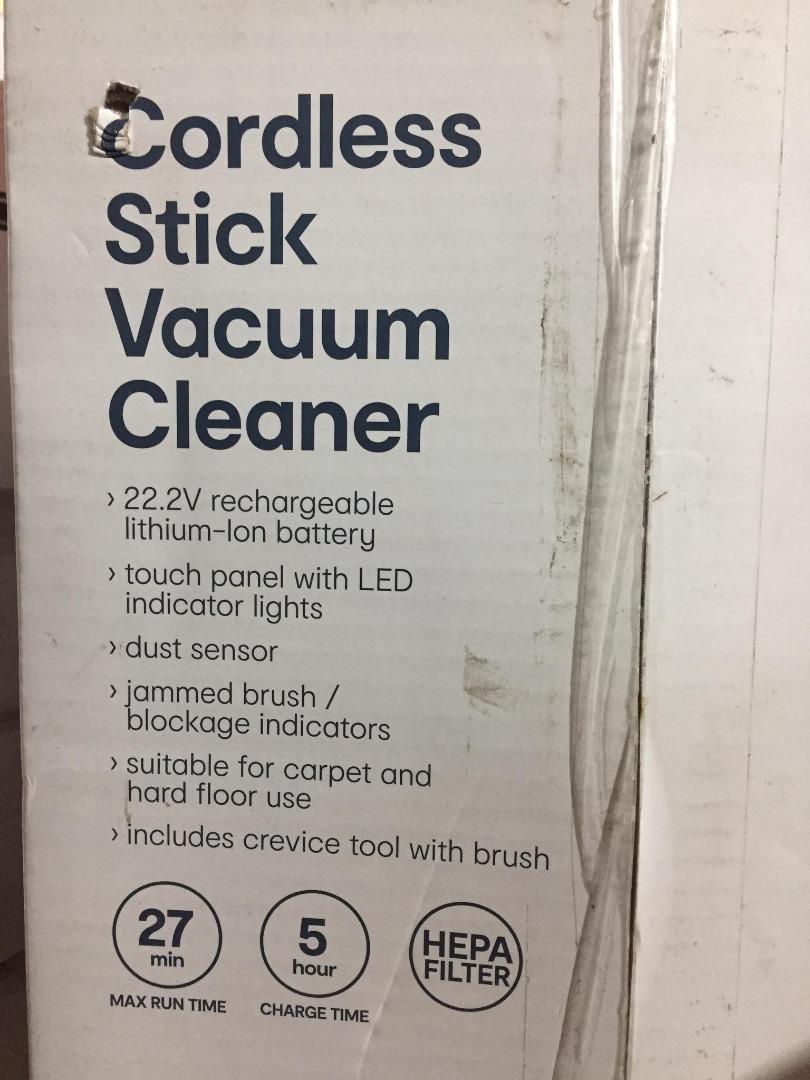 Cordless
Stick
Vacuum
Cleaner
› 22.2V rechargeable
lithium-Ion battery
› touch panel with LED
indicator lights
› dust sensor
› jammed brush /
blockage indicators
› suitable for carpet and
hard floor use
› includes crevice tool with brush
27
min
MAX RUN TIME
5
hour
CHARGE TIME
HEPA
FILTER